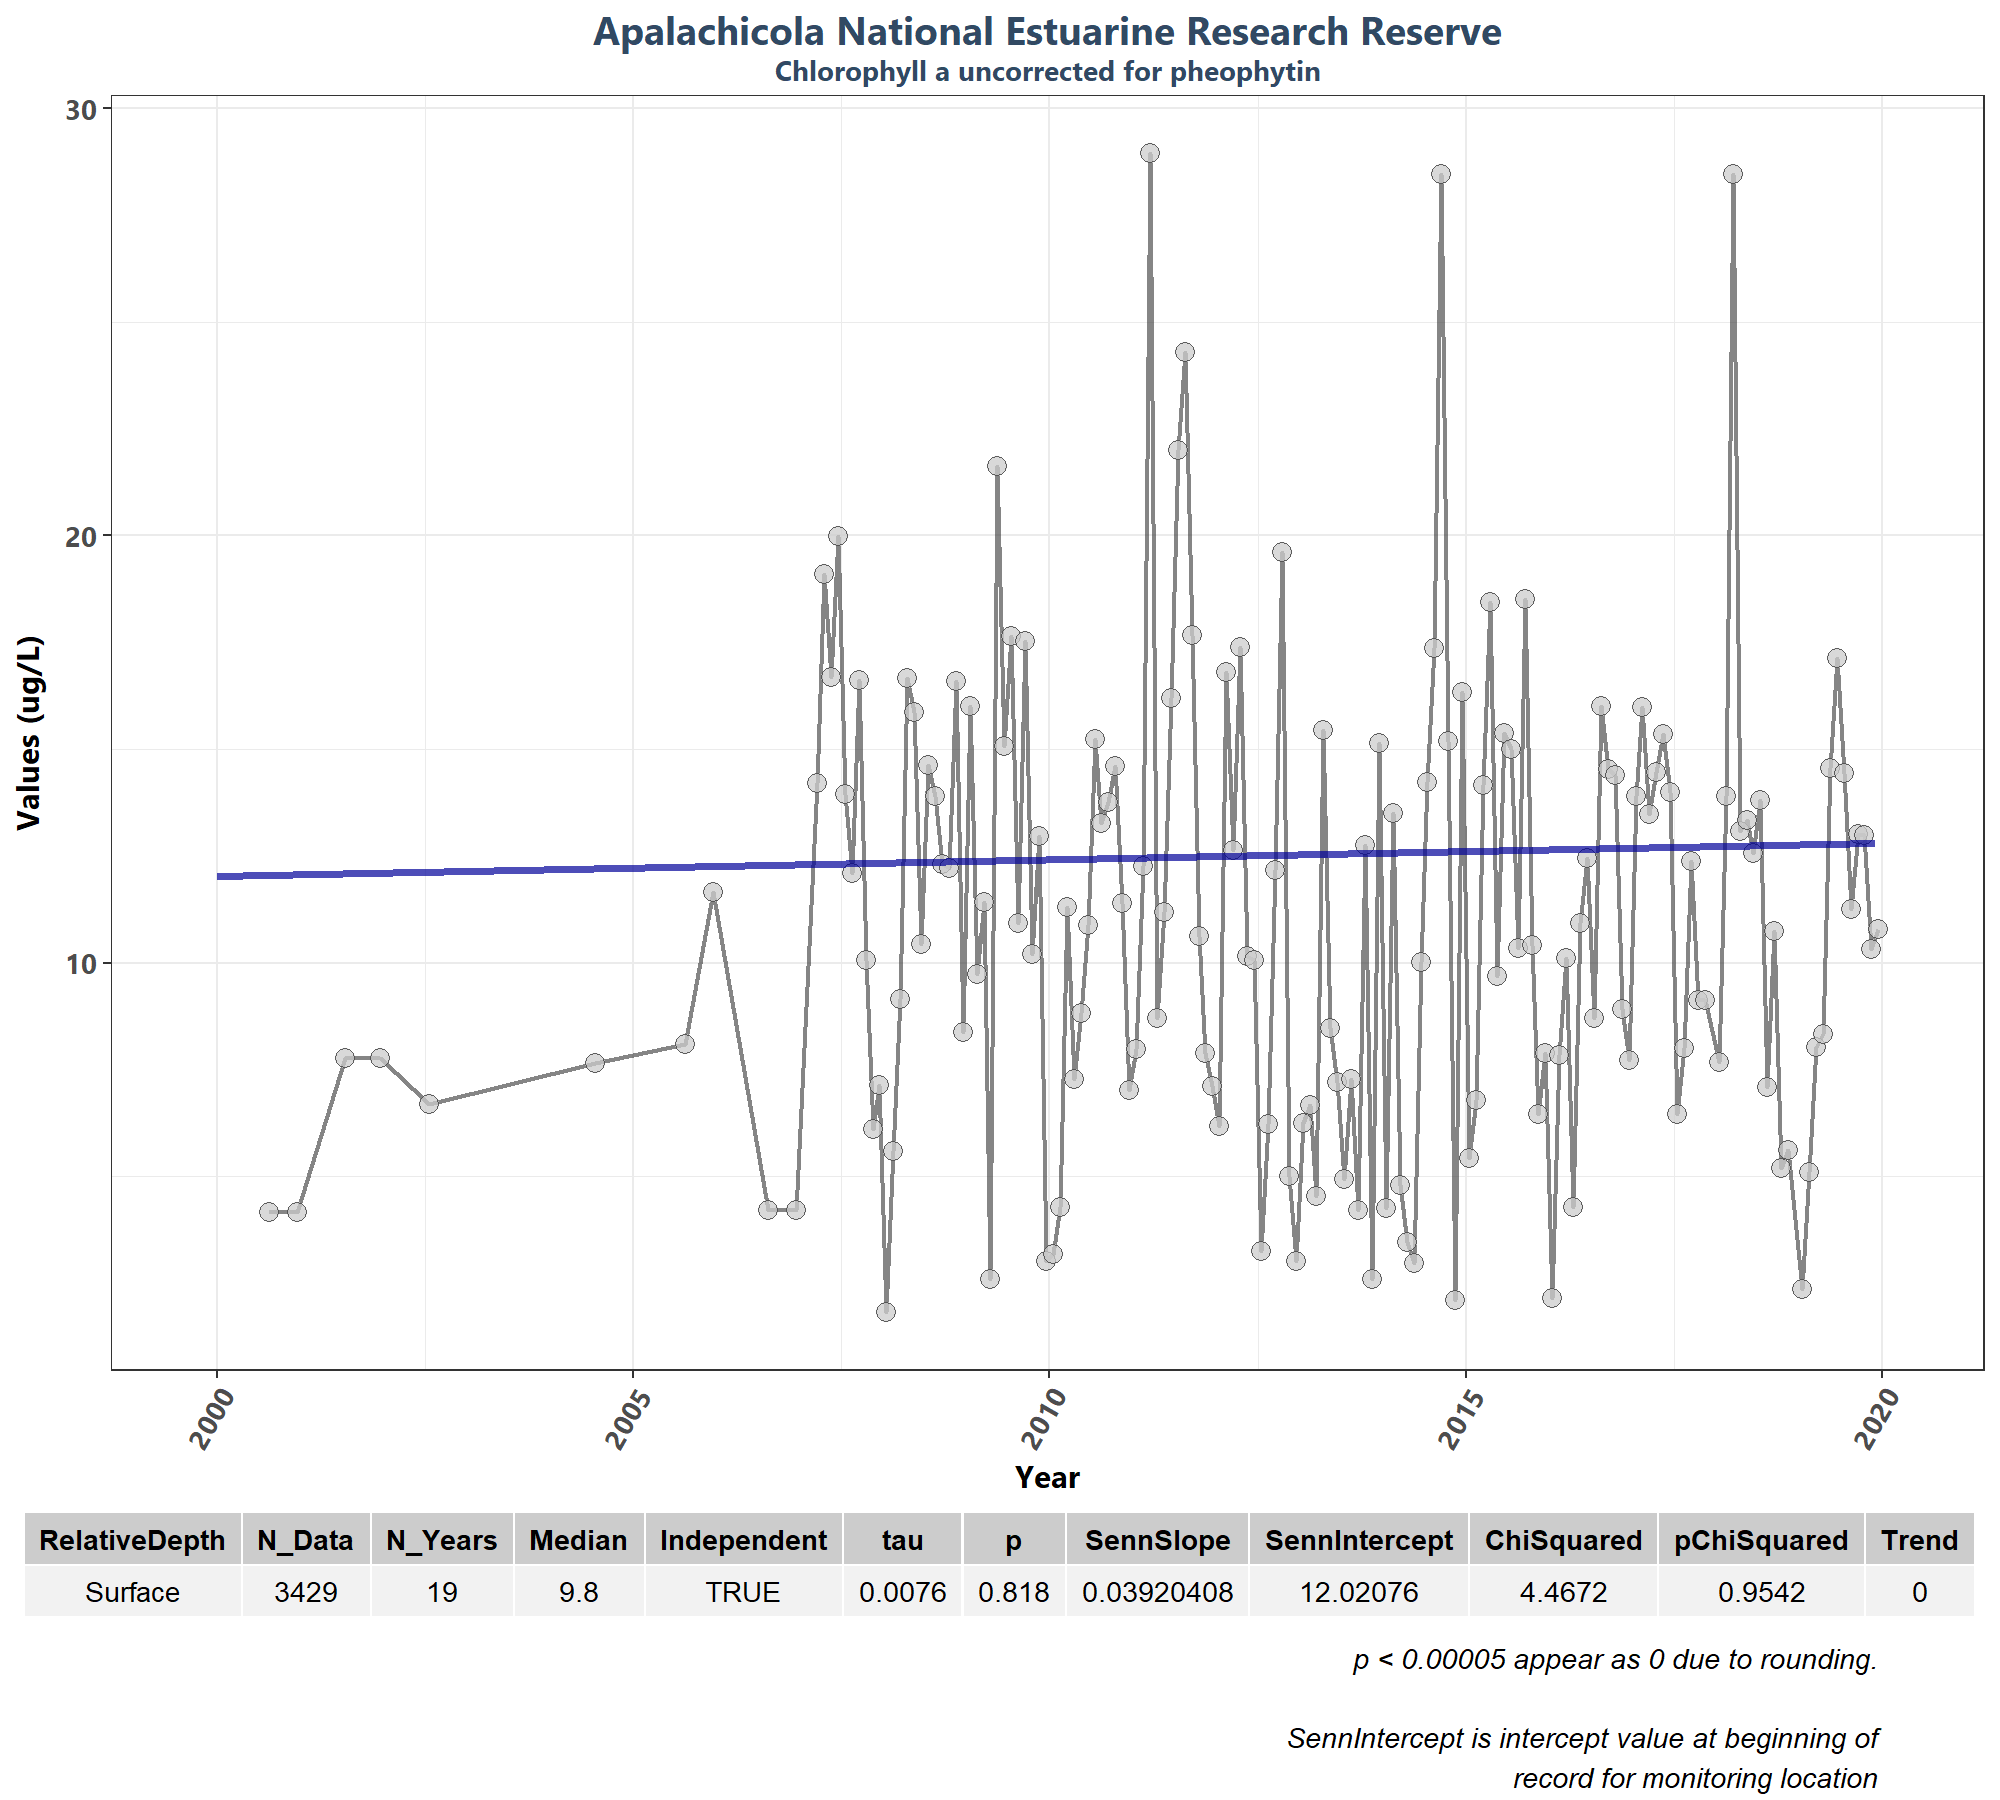 Apalachicola National Estuarine Research Reserve
Chlorophyll a uncorrected for pheophytin
30
20
10
Values (ug/L)
2000 2005 2010 2015 2020
Year
RelativeDepth N_Data N_Years Median Independent tau p SennSlope SennIntercept ChiSquared pChiSquared Trend
Surface 3429 19 9.8 TRUE 0.0076 0.818 0.03920408 12.02076 4.4672 0.9542 0
p < 0.00005 appear as 0 due to rounding.
SennIntercept is intercept value at beginning of
record for monitoring location